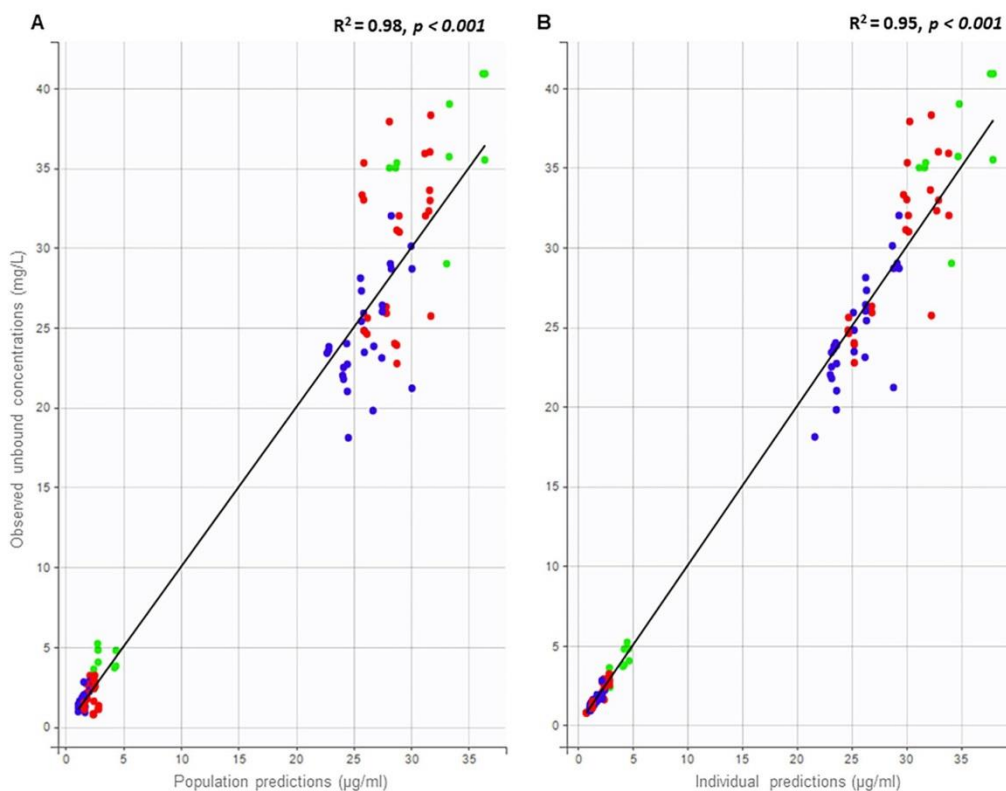 A
R² = 0.98, p < 0.001
B
R² = 0.95, p < 0.001
Observed unbound concentrations (mg/L)
40
35
30
25
20
15
10
5
0
0 5 10 15 20 25 30 35
0 5 10 15 20 25 30 35
Population predictions (µg/ml)
Individual predictions (µg/ml)